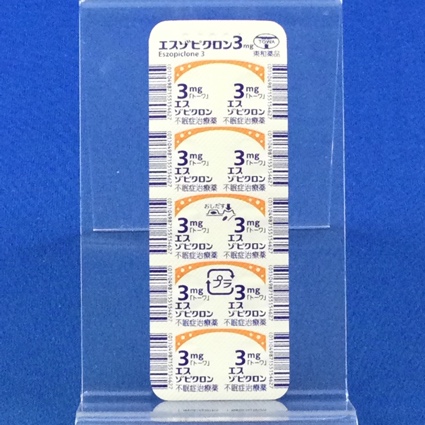 エスゾピクロン3mg
Eszopiclone 3
TOWA
東和薬品
3mg 3mg
「トーワ」 「トーワ」
エス エス
ゾピクロン ゾピクロン
不眠症治療薬 不眠症治療薬
3mg 3mg
「トーワ」 「トーワ」
エス エス
ゾピクロン ゾピクロン
不眠症治療薬 不眠症治療薬
おしだす
3mg 3mg
「トーワ」 「トーワ」
エス エス
ゾピクロン ゾピクロン
不眠症治療薬 不眠症治療薬
プラ
3mg 3mg
「トーワ」 「トーワ」
エス エス
ゾピクロン ゾピクロン
不眠症治療薬 不眠症治療薬
3mg 3mg
「トーワ」 「トーワ」
エス エス
ゾピクロン ゾピクロン
不眠症治療薬 不眠症治療薬